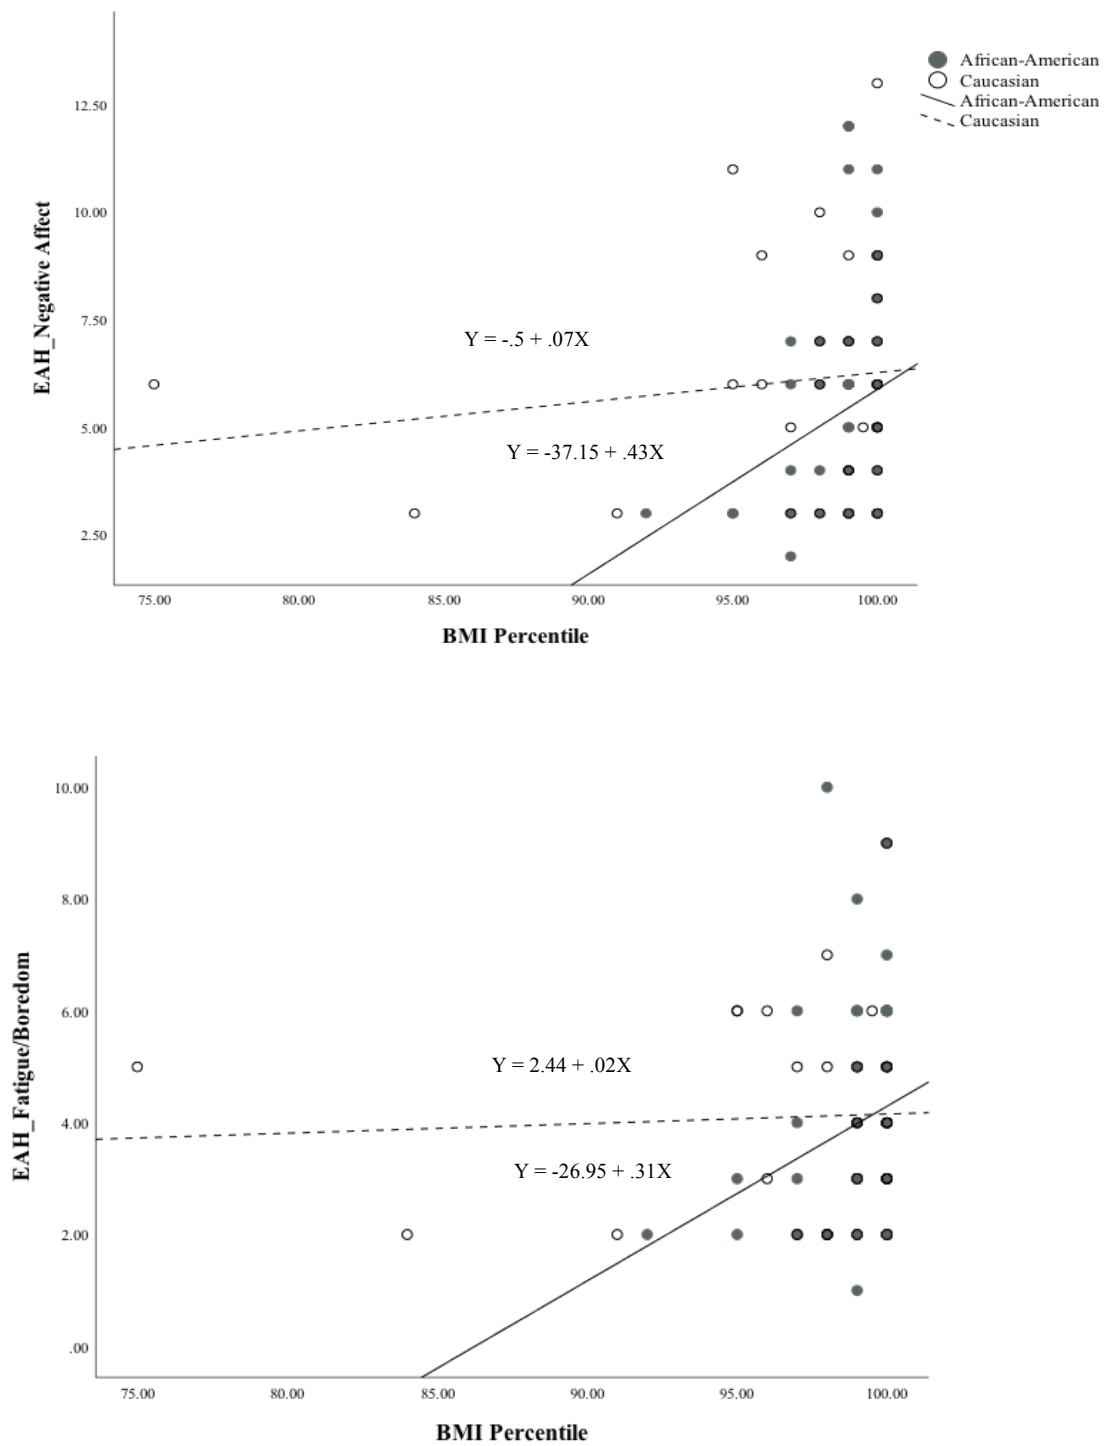 African-American
Caucasian
African-American
Caucasian
12.50
10.00
7.50
5.00
2.50
EAH_Negative Affect
Y = -.5 + .07X
Y = -37.15 + .43X
75.00 80.00 85.00 90.00 95.00 100.00
BMI Percentile
10.00
8.00
6.00
4.00
2.00
.00
EAH_Fatigue/Boredom
Y = 2.44 + .02X
Y = -26.95 + .31X
75.00 80.00 85.00 90.00 95.00 100.00
BMI Percentile